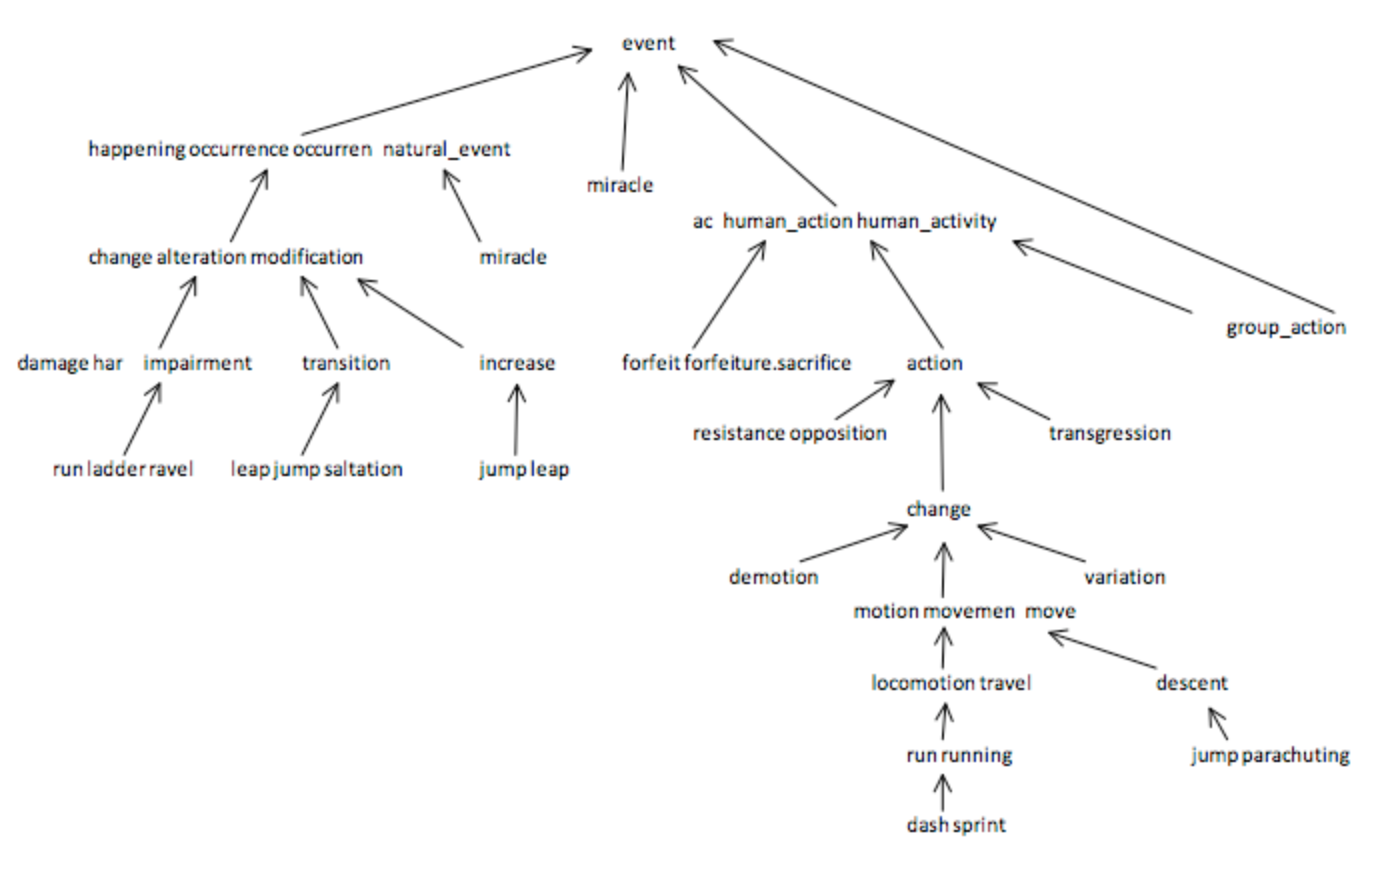 event
happening occurrence occurren natural_event
miracle
ac human_action human_activity
change alteration modification
miracle
group_action
damage har impairment
transition
increase
forfeit forfeiture.sacrifice
action
resistance opposition
transgression
run ladder ravel
leap jump saltation
jump leap
change
demotion
variation
motion movemen move
locomotion travel
descent
run running
jump parachuting
dash sprint